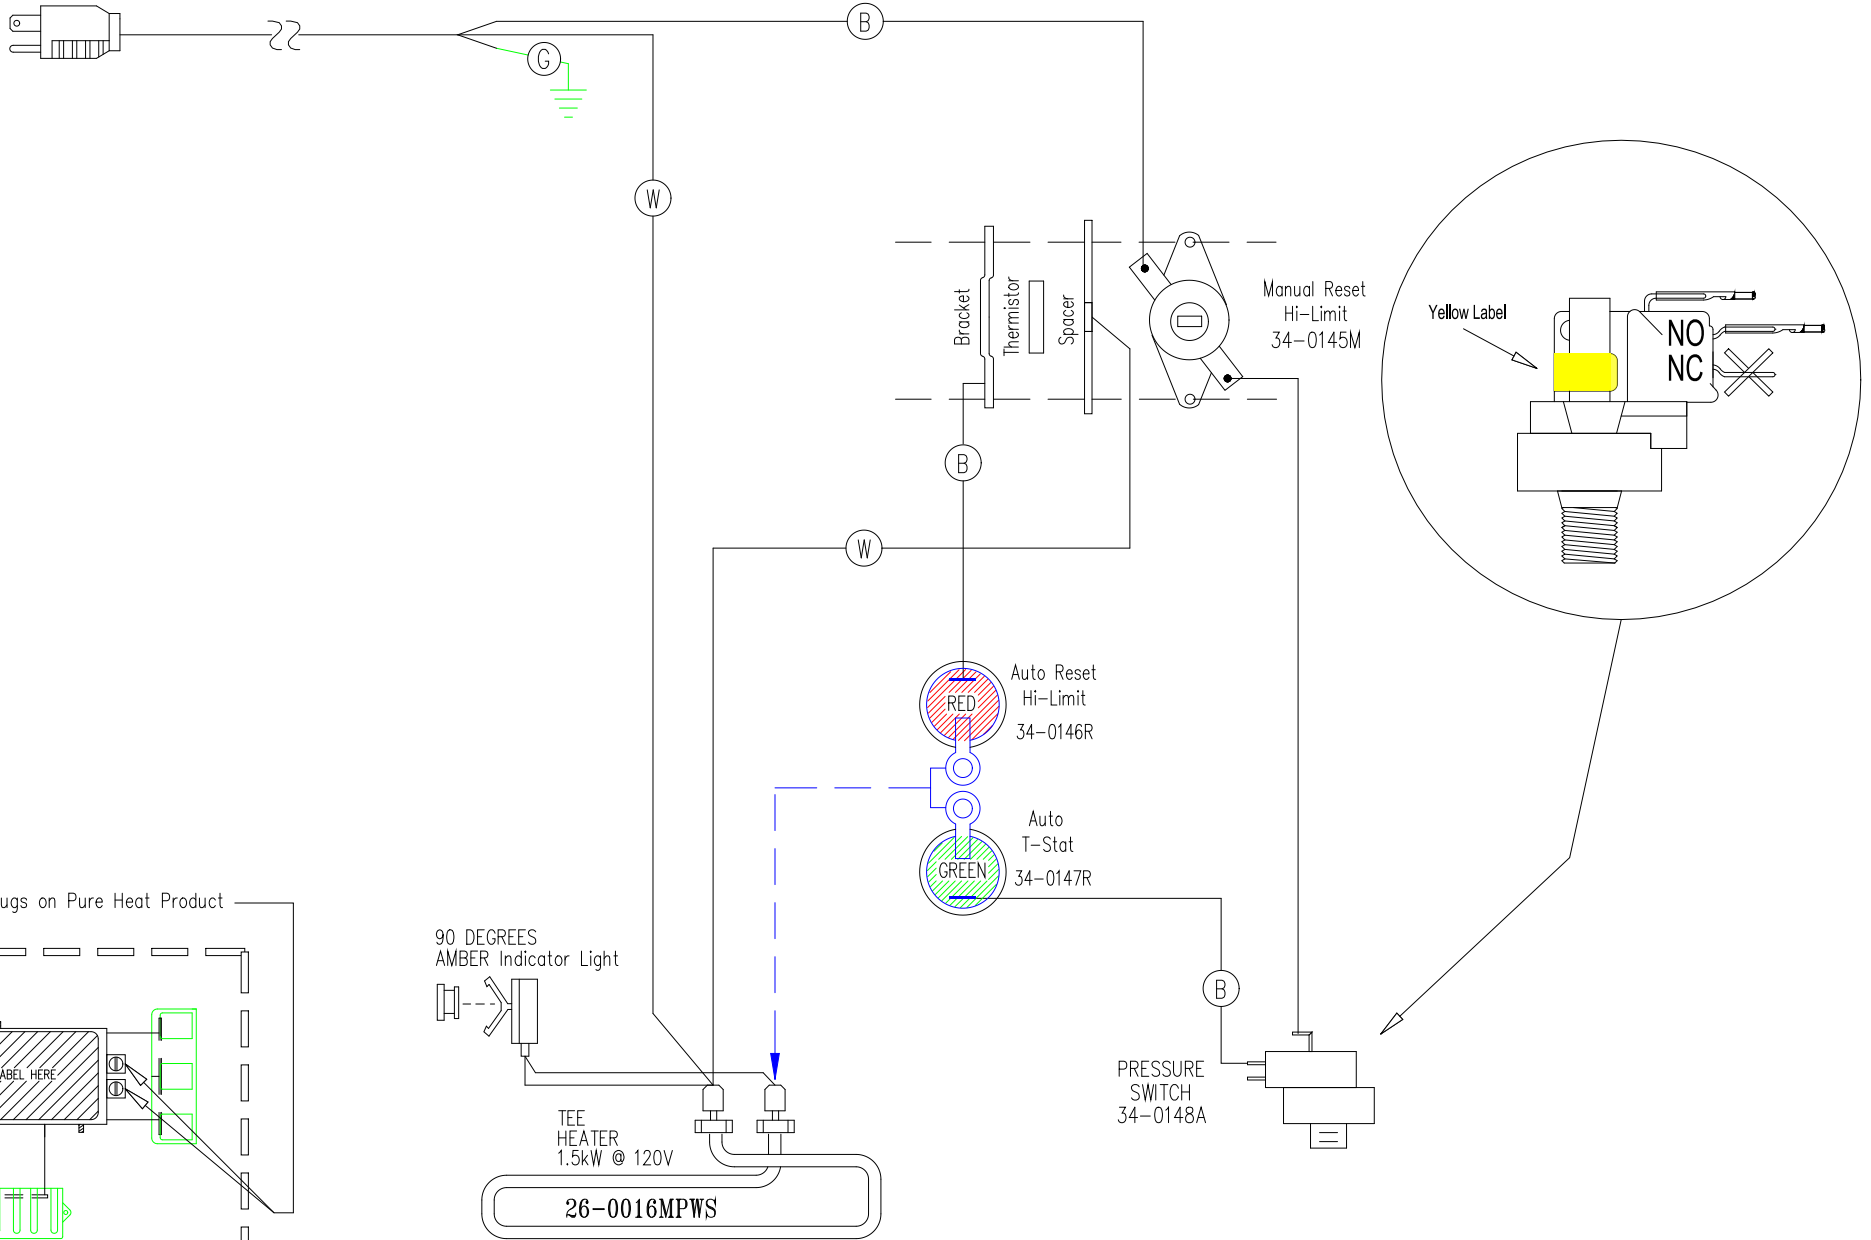 B
G
W
Manual Reset
Hi-Limit
34-0145M
Bracket
Thermistor
Spacer
Yellow Label
NO
NC
B
W
Auto Reset
Hi-Limit
34-0146R
RED
Auto
T-Stat
34-0147R
GREEN
on Pure Heat Product
90 DEGREES
AMBER Indicator Light
B
HERE
PRESSURE
SWITCH
34-0148A
TEE
HEATER
1.5kW @ 120V
26-0016MPWS